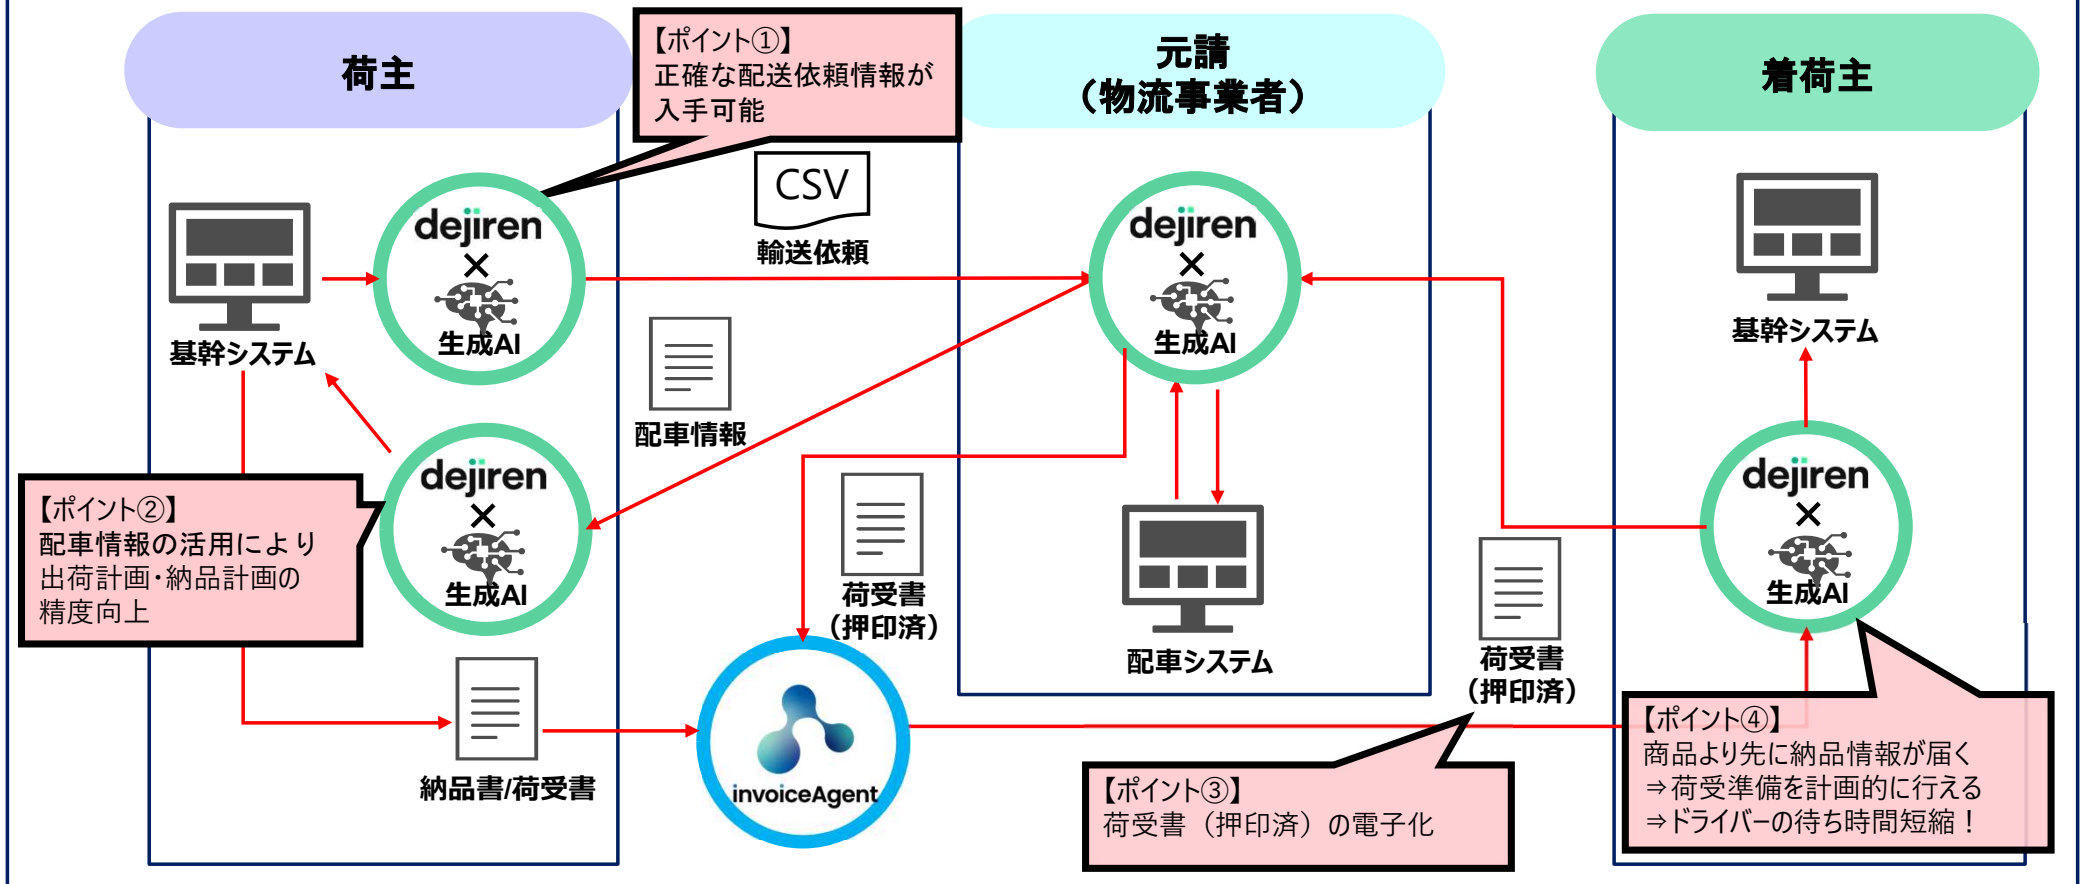 荷主
【ポイント①】
正確な配送依頼情報が
入手可能
元請
（物流事業者）
着荷主
CSV
輸送依頼
dejiren
×
生成AI
基幹システム
dejiren
×
生成AI
基幹システム
配車情報
dejiren
×
生成AI
【ポイント②】
配車情報の活用により
出荷計画・納品計画の
精度向上
荷受書
（押印済）
配車システム
dejiren
×
生成AI
荷受書
（押印済）
納品書/荷受書
invoiceAgent
【ポイント③】
荷受書（押印済）の電子化
【ポイント④】
商品より先に納品情報が届く
⇒荷受準備を計画的に行える
⇒ドライバーの待ち時間短縮！